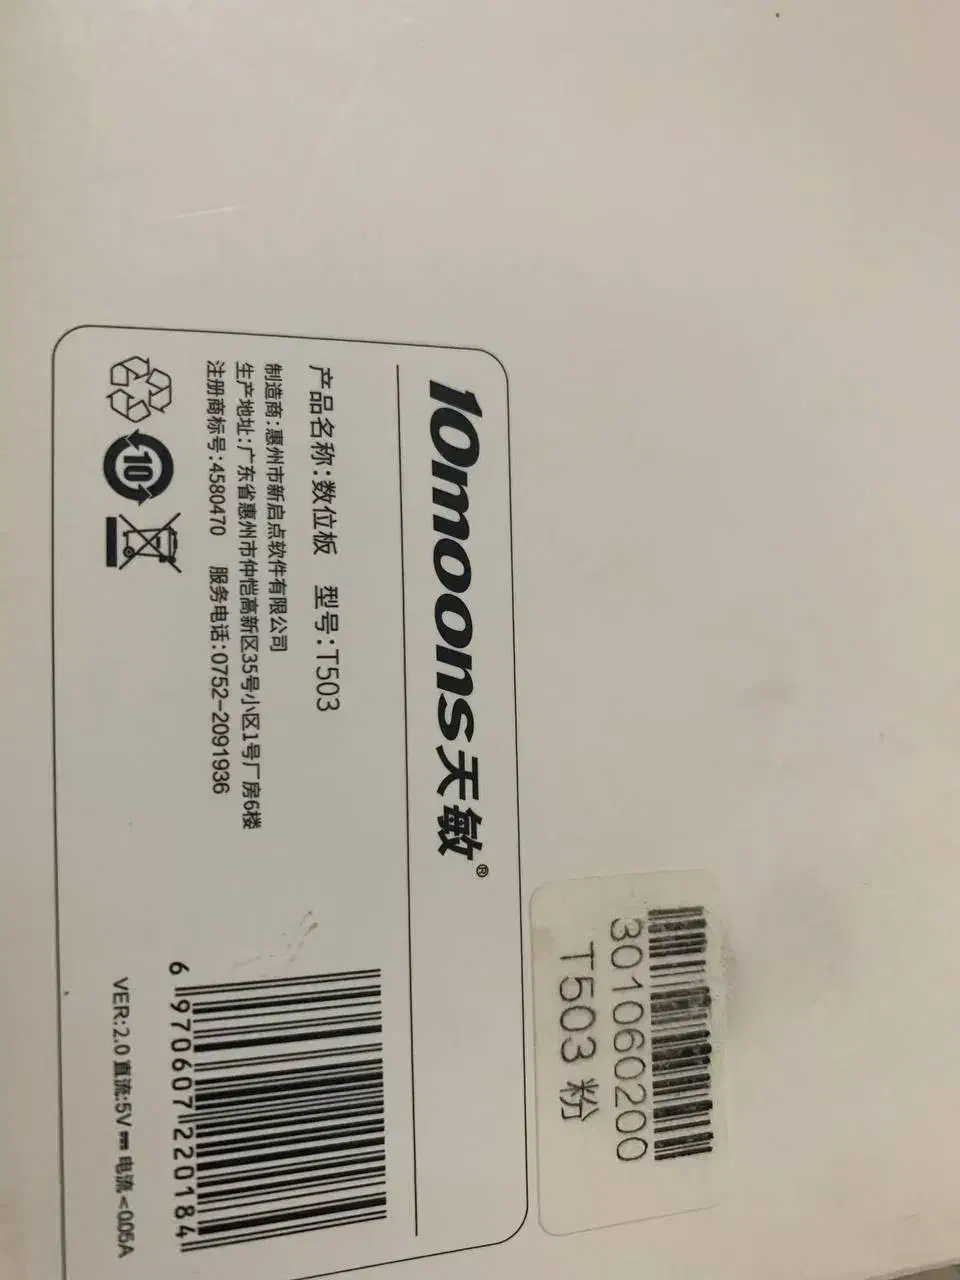 10moons天敏®
产品名称:数位板 型号:T503
制造商:惠州市新启点软件有限公司
生产地址:广东省惠州市仲恺高新区35号小区1号厂房6楼
注册商标号:4580470 服务电话:0752-2091936
10
6 970607 220184
VER:2.0 直流:5V⎓电流<0.05A
301060200
T503 粉